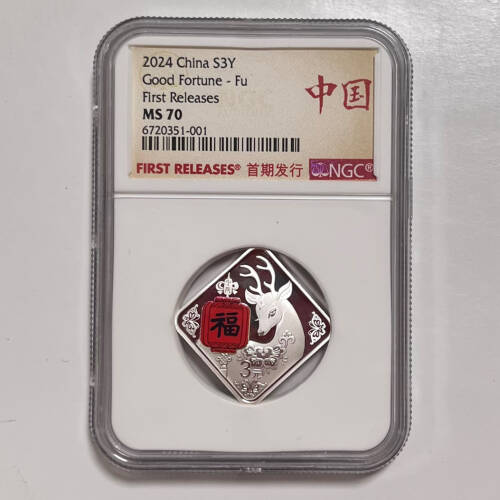 2024 China S3Y
Good Fortune - Fu
First Releases
MS 70
6720351-001
中国
FIRST RELEASES® 首期发行 NGC®
福
3元